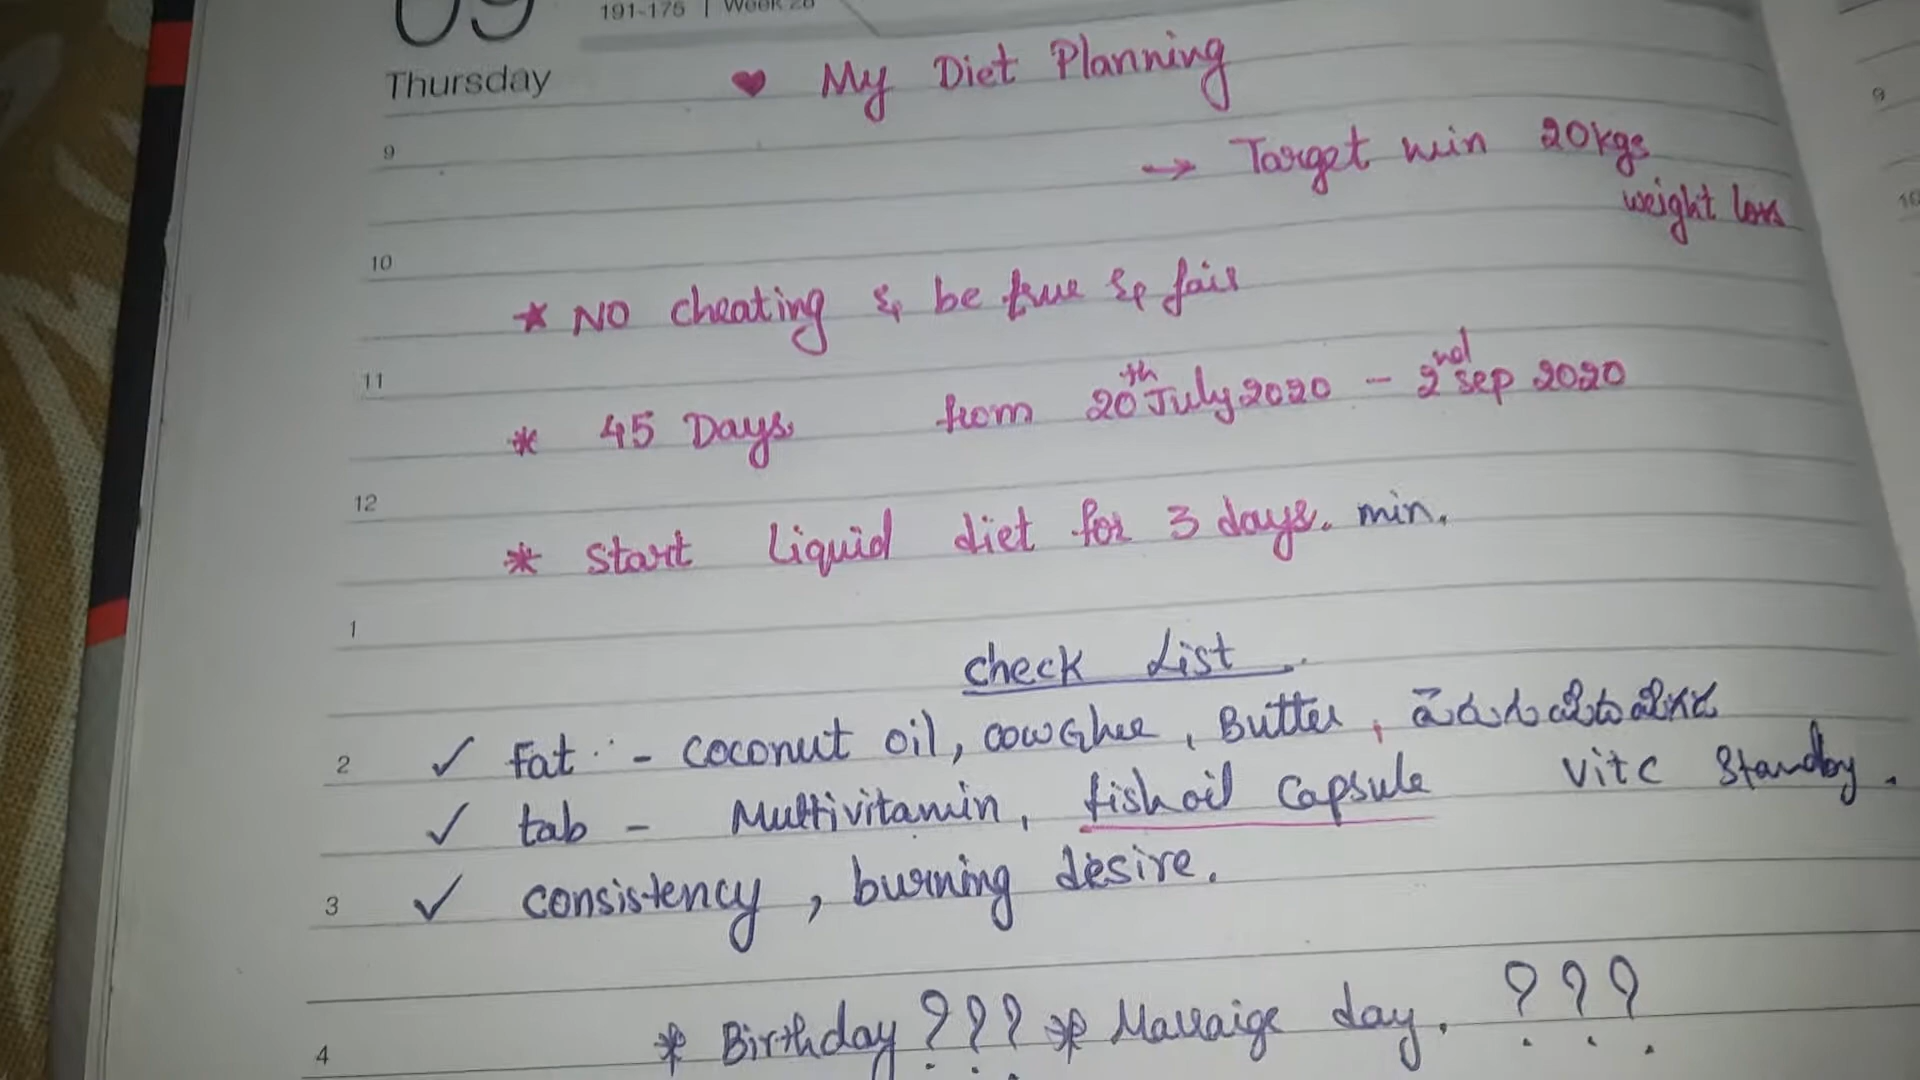 09
191-175 | Week 28
Thursday
♥ My Diet Planning
9
→ Target min 20kgs
weight loss
10
* NO cheating & be true & fair
11
* 45 Days. from 20th July 2020 - 2nd Sep 2020
12
* Start Liquid diet for 3 days. min.
1
Check List.
2
✓ Fat - Coconut oil, cow Ghee, Butter,
✓ tab - Multivitamin, fish oil Capsule Vit C Standby.
3
✓ consistency, burning desire.
4
* Birthday ??? * Marraige day. ???
9
10